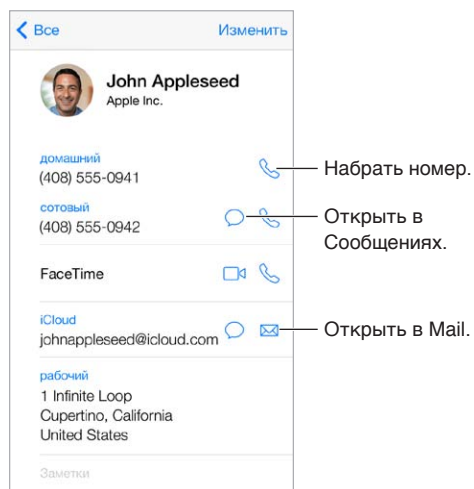 Все
Изменить
John Appleseed
Apple Inc.
домашний
(408) 555-0941
Набрать номер.
сотовый
(408) 555-0942
Открыть в
Сообщениях.
FaceTime
iCloud
johnappleseed@icloud.com
Открыть в Mail.
рабочий
1 Infinite Loop
Cupertino, California
United States
Заметки